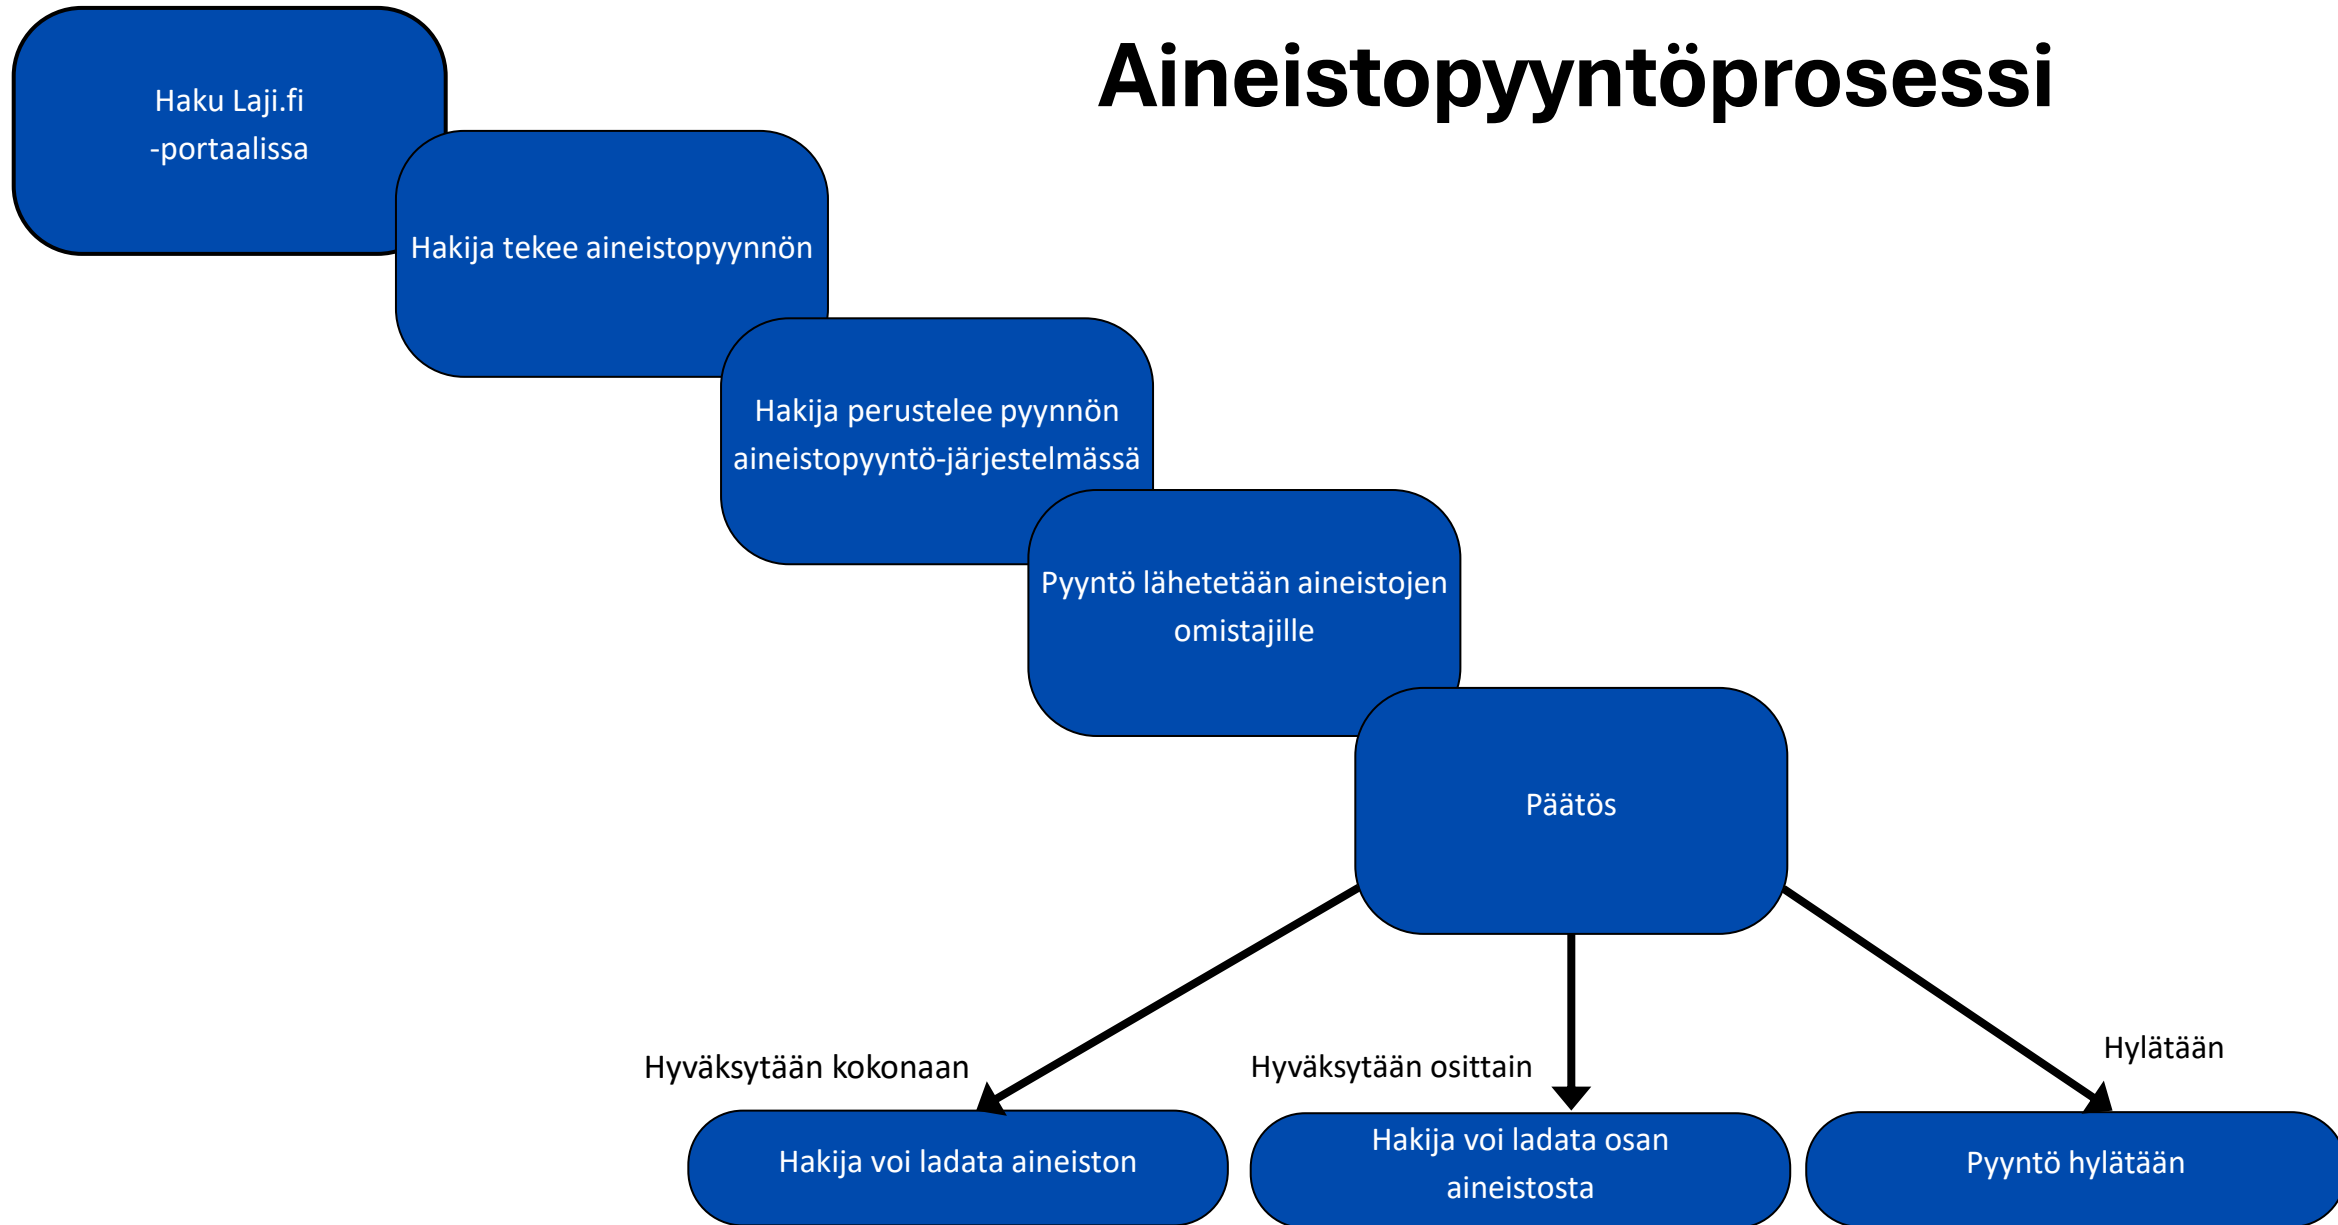 Aineistopyyntöprosessi
Haku Laji.fi
-portaalissa
Hakija tekee aineistopyynnön
Hakija perustelee pyynnön
aineistopyyntö-järjestelmässä
Pyyntö lähetetään aineistojen
omistajille
Päätös
Hyväksytään kokonaan
Hyväksytään osittain
Hylätään
Hakija voi ladata aineiston
Hakija voi ladata osan
aineistosta
Pyyntö hylätään